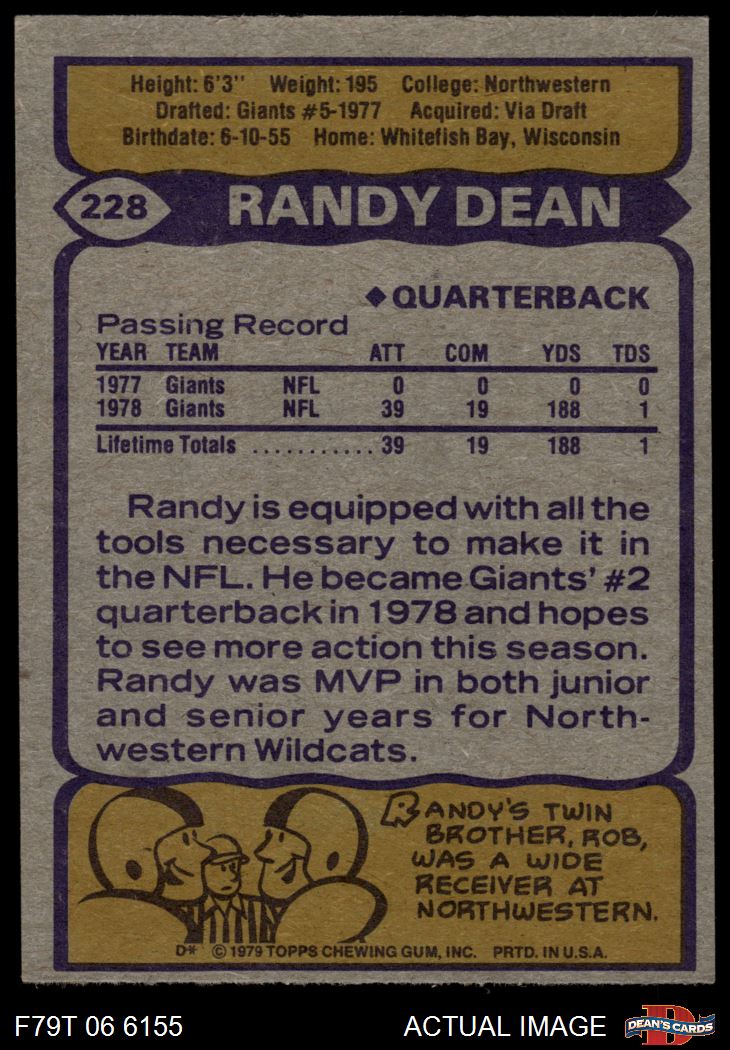 Height: 6'3" Weight: 195 College: Northwestern
Drafted: Giants #5-1977 Acquired: Via Draft
Birthdate: 6-10-55 Home: Whitefish Bay, Wisconsin
228 RANDY DEAN
◆QUARTERBACK
Passing Record
YEAR TEAM ATT COM YDS TDS
1977 Giants NFL 0 0 0 0
1978 Giants NFL 39 19 188 1
Lifetime Totals ........... 39 19 188 1
Randy is equipped with all the
tools necessary to make it in
the NFL. He became Giants' #2
quarterback in 1978 and hopes
to see more action this season.
Randy was MVP in both junior
and senior years for North-
western Wildcats.
RANDY'S TWIN
BROTHER, ROB,
WAS A WIDE
RECEIVER AT
NORTHWESTERN.
D* © 1979 TOPPS CHEWING GUM, INC. PRTD. IN U.S.A.
F79T 06 6155 ACTUAL IMAGE D DEAN'S CARDS